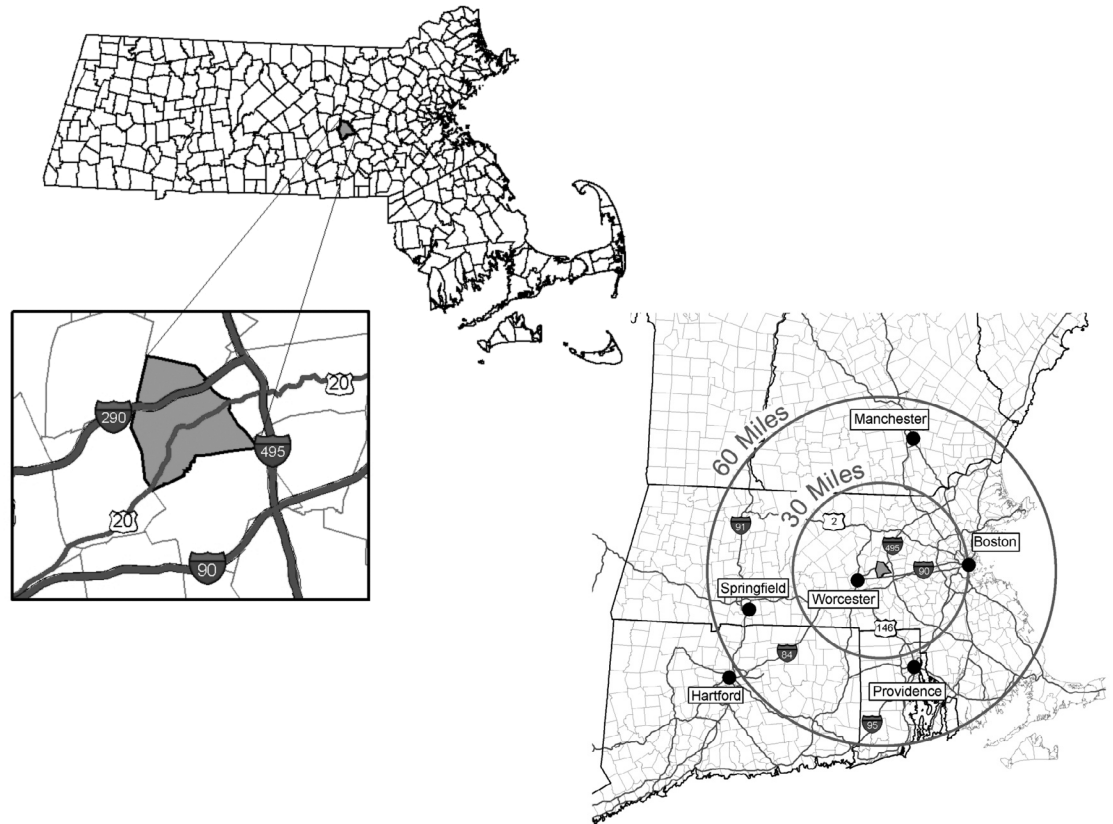 20
290
495
20
90
60 Miles
Manchester
30 Miles
91
2
495
Boston
90
Springfield
Worcester
146
84
Hartford
Providence
95